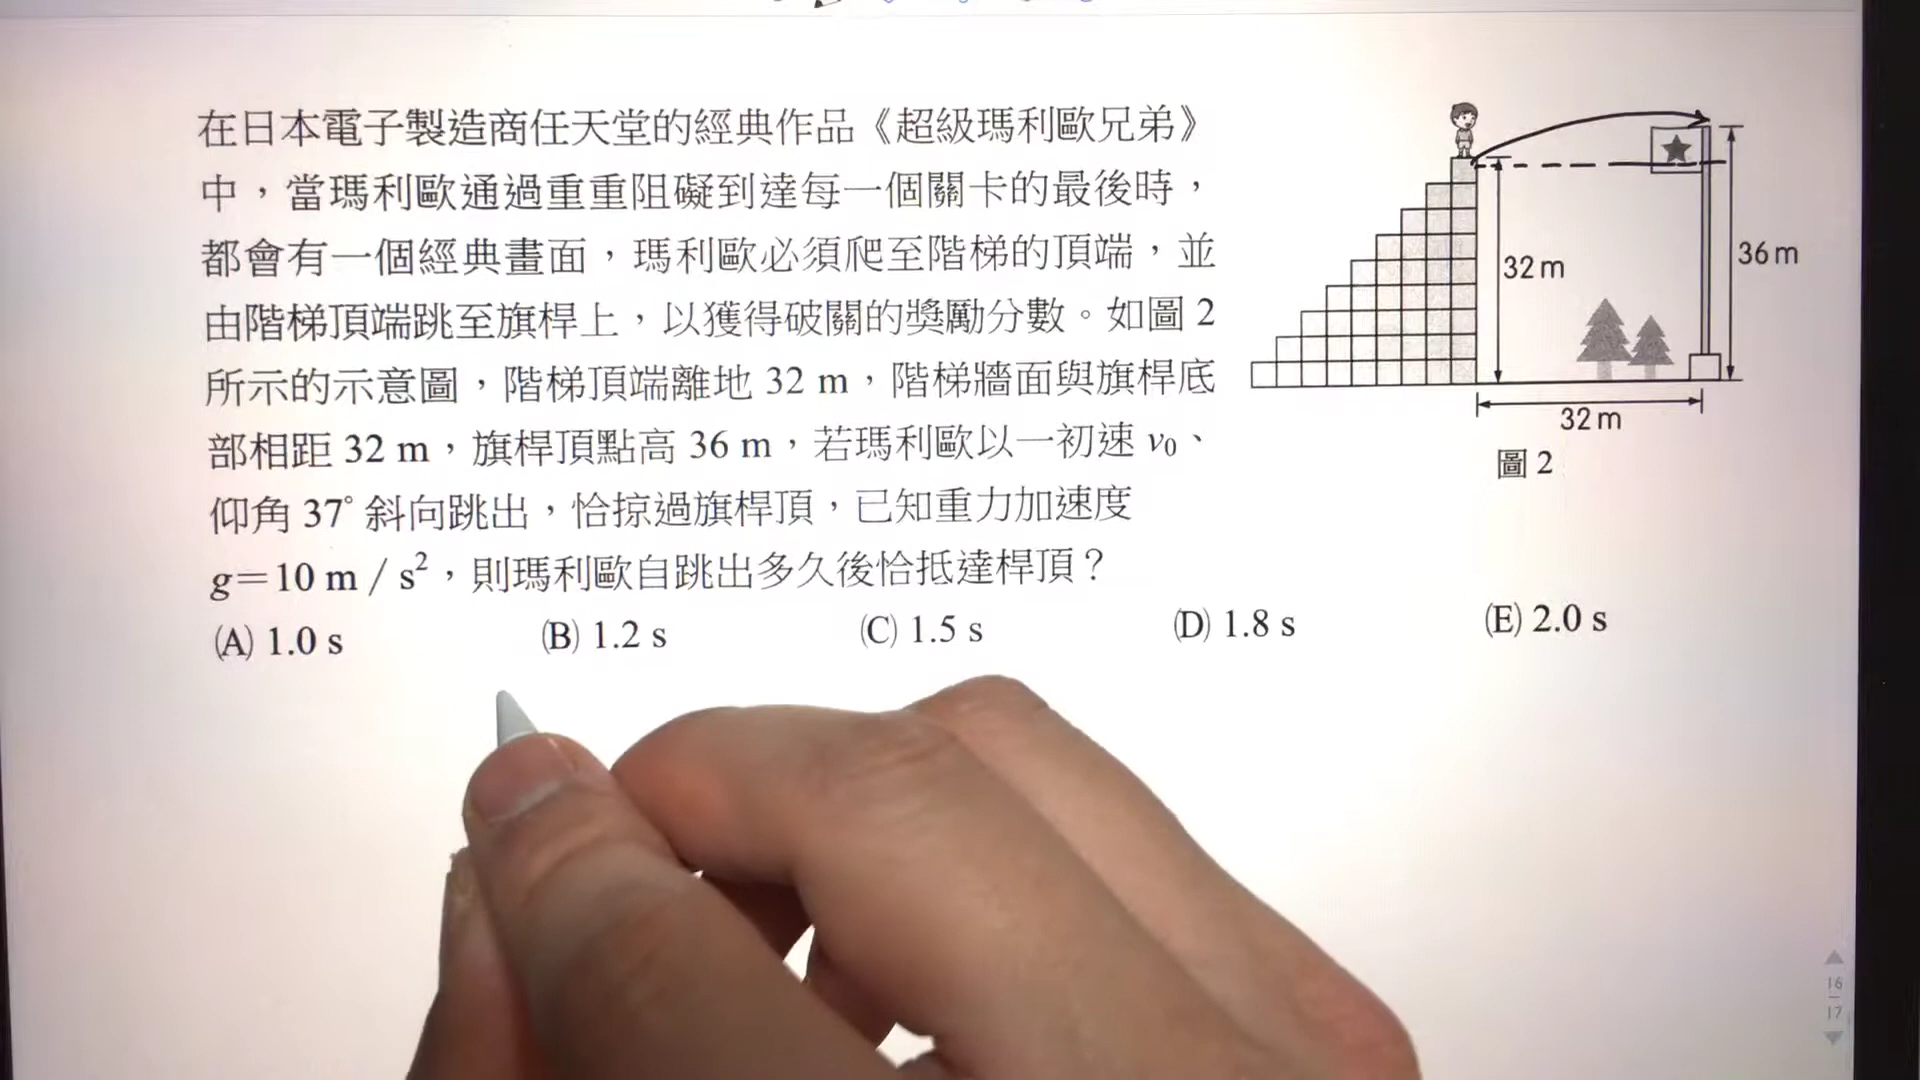 在日本電子製造商任天堂的經典作品《超級瑪利歐兄弟》
中，當瑪利歐通過重重阻礙到達每一個關卡的最後時，
都會有一個經典畫面，瑪利歐必須爬至階梯的頂端，並
由階梯頂端跳至旗桿上，以獲得破關的獎勵分數。如圖 2
所示的示意圖，階梯頂端離地 32 m，階梯牆面與旗桿底
部相距 32 m，旗桿頂點高 36 m，若瑪利歐以一初速 v₀、
仰角 37° 斜向跳出，恰掠過旗桿頂，已知重力加速度
g＝10 m / s²，則瑪利歐自跳出多久後恰抵達桿頂？
(A) 1.0 s (B) 1.2 s (C) 1.5 s (D) 1.8 s (E) 2.0 s
32 m
36 m
32 m
圖 2
16
17